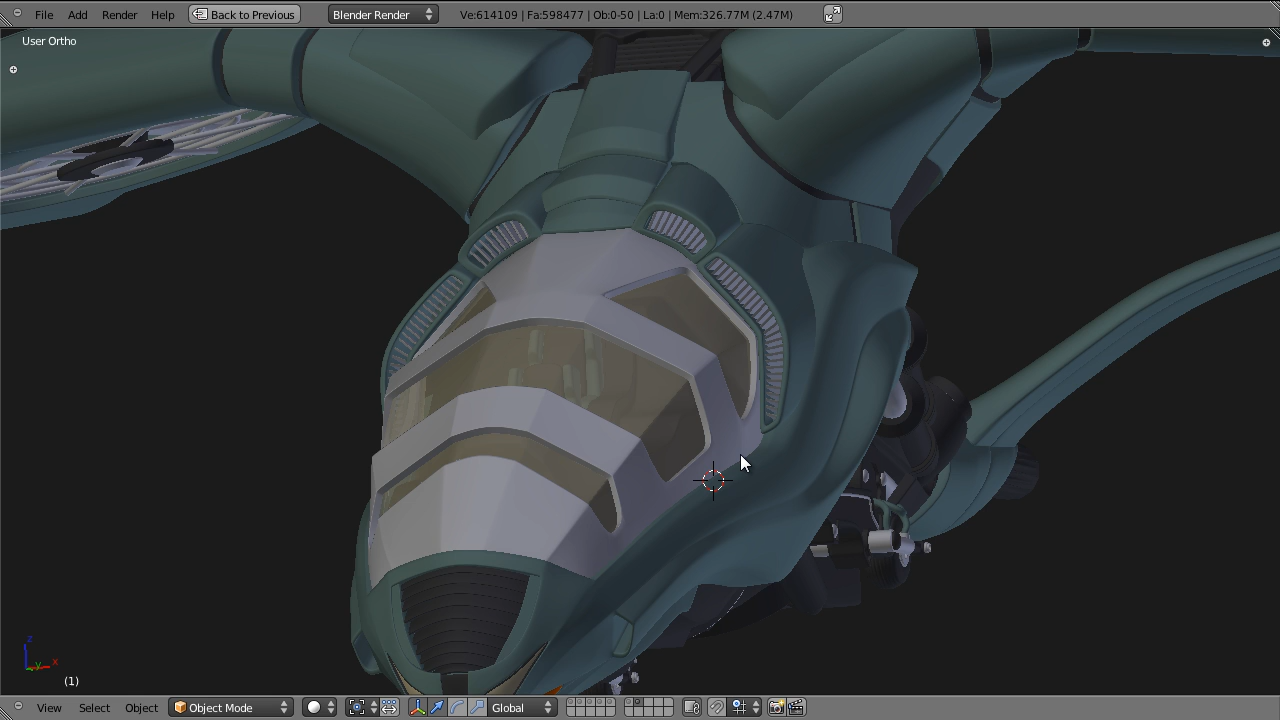 File Add Render Help Back to Previous Blender Render Ve:614109 | Fa:598477 | Ob:0-50 | La:0 | Mem:326.77M (2.47M)
User Ortho
z
y x
(1)
View Select Object Object Mode Global